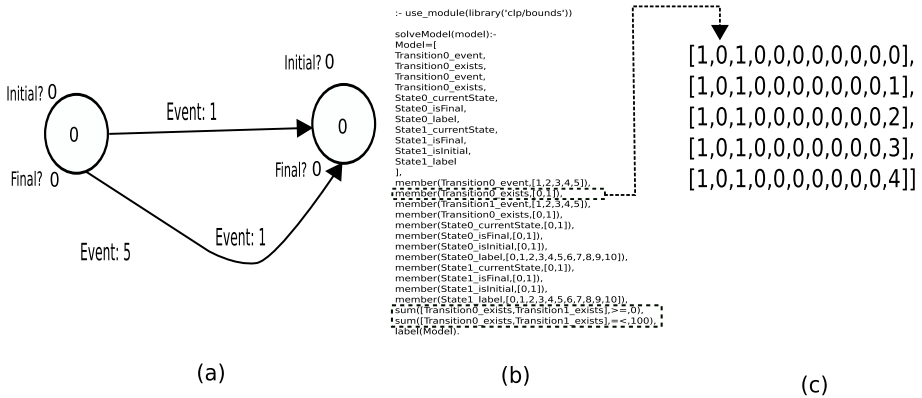 Initial? 0
Initial? 0
Event: 1
0
0
Final? 0
Final? 0
Event: 1
Event: 5
(a)
:- use_module(library('clp/bounds'))
solveModel(model):-
Model=[
Transition0_event,
Transition0_exists,
Transition0_event,
Transition0_exists,
State0_currentState,
State0_isFinal,
State0_label,
State1_currentState,
State1_isFinal,
State1_isInitial,
State1_label
],
member(Transition0_event,[1,2,3,4,5]),
member(Transition0_exists,[0,1]),
member(Transition1_event,[1,2,3,4,5]),
member(Transition0_exists,[0,1]),
member(State0_currentState,[0,1]),
member(State0_isFinal,[0,1]),
member(State0_isInitial,[0,1]),
member(State0_label,[0,1,2,3,4,5,6,7,8,9,10]),
member(State1_currentState,[0,1]),
member(State1_isFinal,[0,1]),
member(State1_isInitial,[0,1]),
member(State1_label,[0,1,2,3,4,5,6,7,8,9,10]),
sum([Transition0_exists,Transition1_exists],>=,0),
sum([Transition0_exists,Transition1_exists],=<,100),
label(Model).
(b)
[1,0,1,0,0,0,0,0,0,0,0],
[1,0,1,0,0,0,0,0,0,0,1],
[1,0,1,0,0,0,0,0,0,0,2],
[1,0,1,0,0,0,0,0,0,0,3],
[1,0,1,0,0,0,0,0,0,0,4]]
(c)